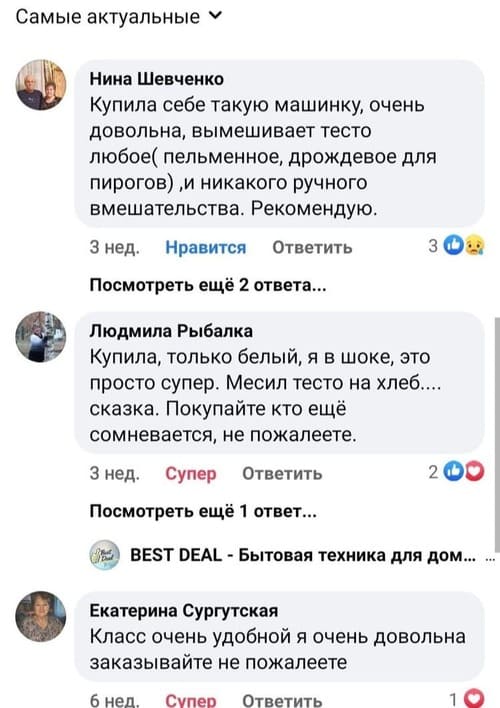 Самые актуальные
Нина Шевченко
Купила себе такую машинку, очень
довольна, вымешивает тесто
любое( пельменное, дрождевое для
пирогов) ,и никакого ручного
вмешательства. Рекомендую.
3 нед. Нравится Ответить 3
Посмотреть ещё 2 ответа...
Людмила Рыбалка
Купила, только белый, я в шоке, это
просто супер. Месил тесто на хлеб....
сказка. Покупайте кто ещё
сомневается, не пожалеете.
3 нед. Супер Ответить 2
Посмотреть ещё 1 ответ...
BEST DEAL - Бытовая техника для дом... ...
Екатерина Сургутская
Класс очень удобной я очень довольна
заказывайте не пожалеете
6 нед. Супер Ответить 1